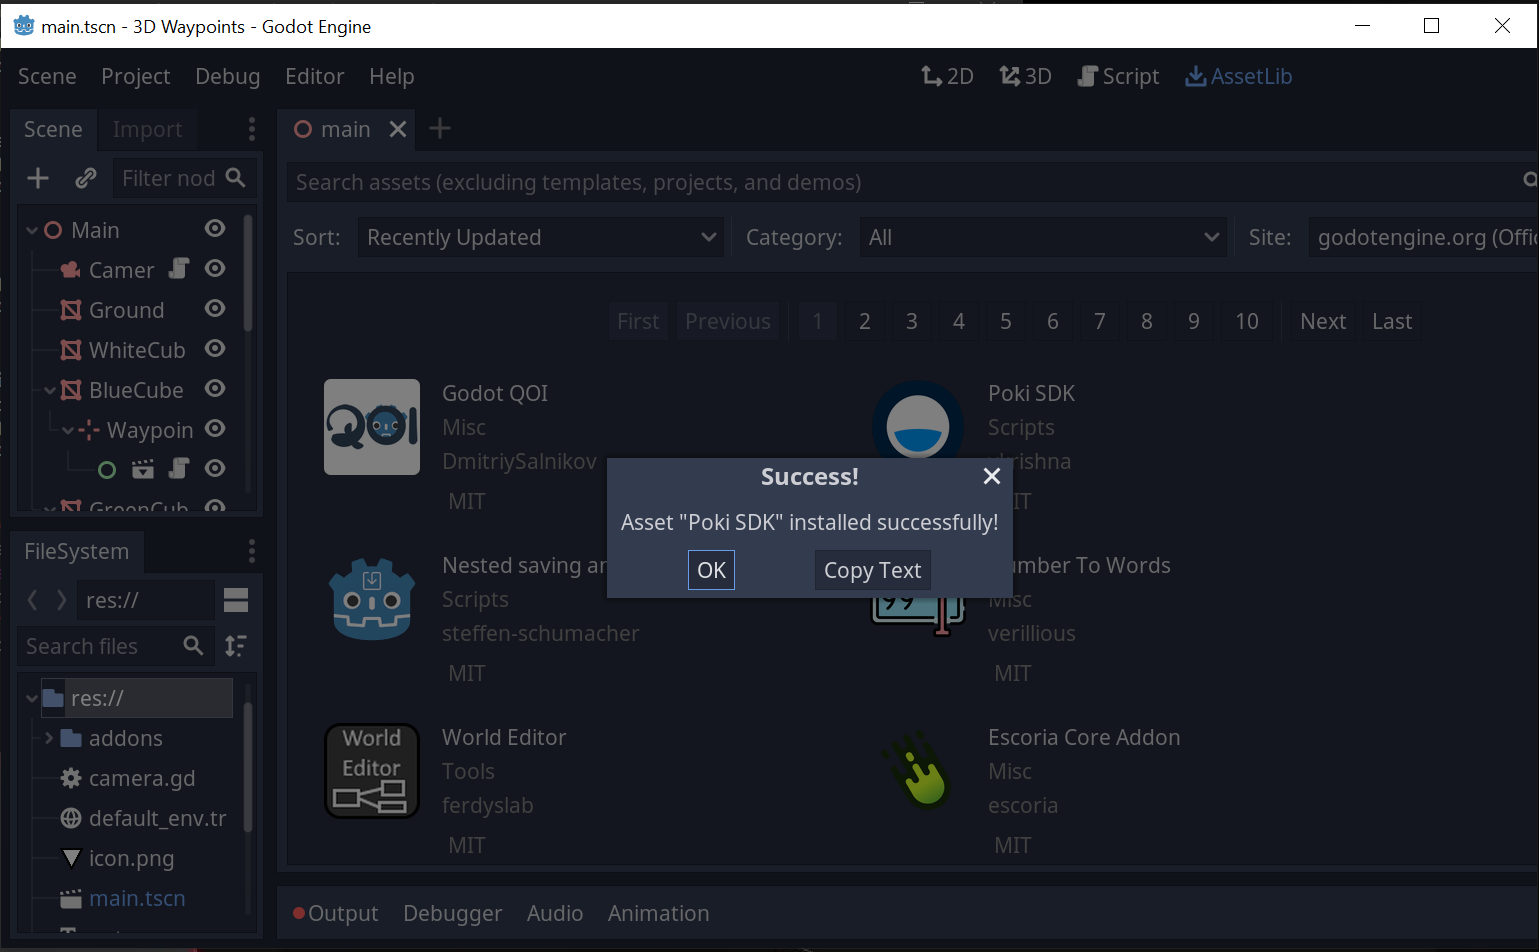 main.tscn - 3D Waypoints - Godot Engine
Scene Project Debug Editor Help
2D 3D Script AssetLib
Scene Import
main
Filter nod
Main
Camer
Ground
WhiteCub
BlueCube
Waypoin
GreenCub
FileSystem
res://
Search files
res://
addons
camera.gd
default_env.tr
icon.png
main.tscn
Search assets (excluding templates, projects, and demos)
Sort: Recently Updated Category: All Site: godotengine.org (Offi
First Previous 1 2 3 4 5 6 7 8 9 10 Next Last
QOI
Godot QOI
Misc
DmitriySalnikov
MIT
Poki SDK
Scripts
krishna
IT
Success!
Asset "Poki SDK" installed successfully!
OK Copy Text
Nested saving an
Scripts
steffen-schumacher
MIT
99
umber To Words
Misc
verillious
MIT
World
Editor
World Editor
Tools
ferdyslab
MIT
Escoria Core Addon
Misc
escoria
MIT
Output Debugger Audio Animation